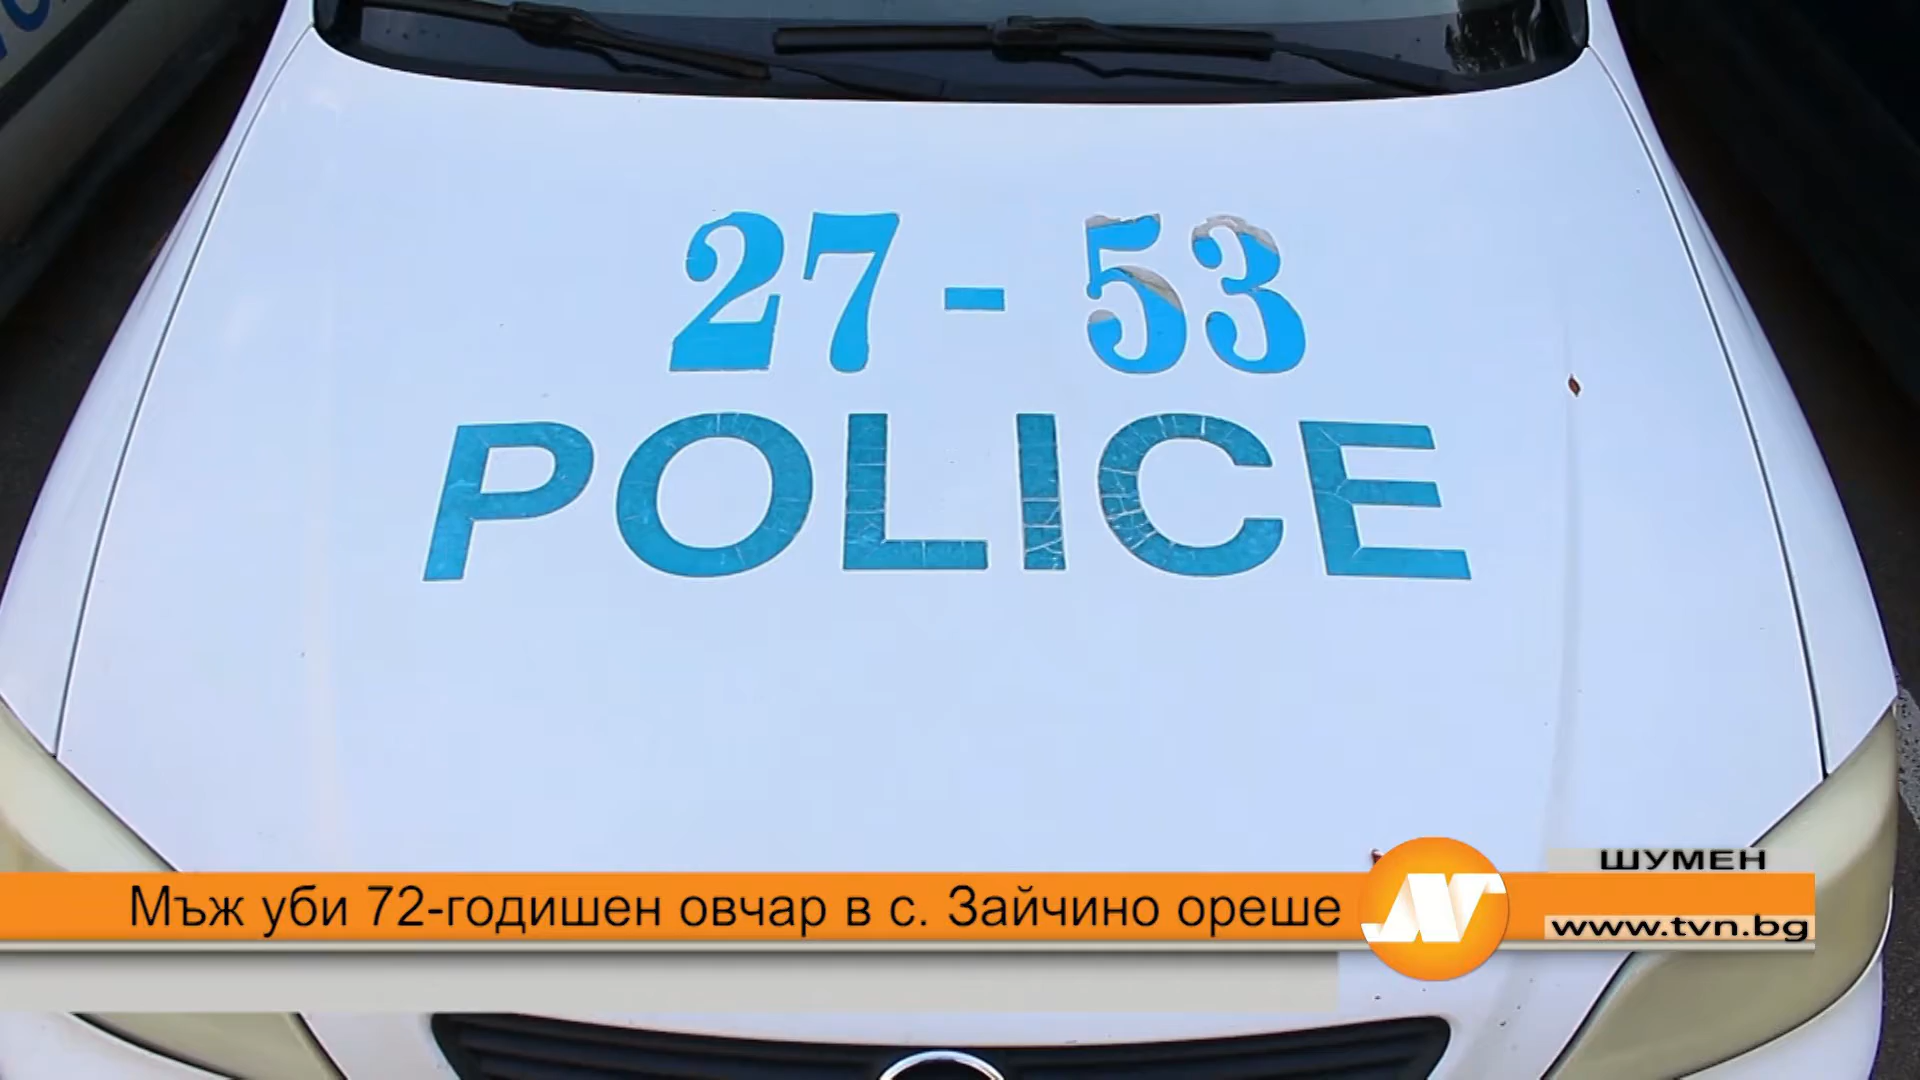 27 - 53
POLICE
ШУМЕН
Мъж уби 72-годишен овчар в с. Зайчино ореше
www.tvn.bg